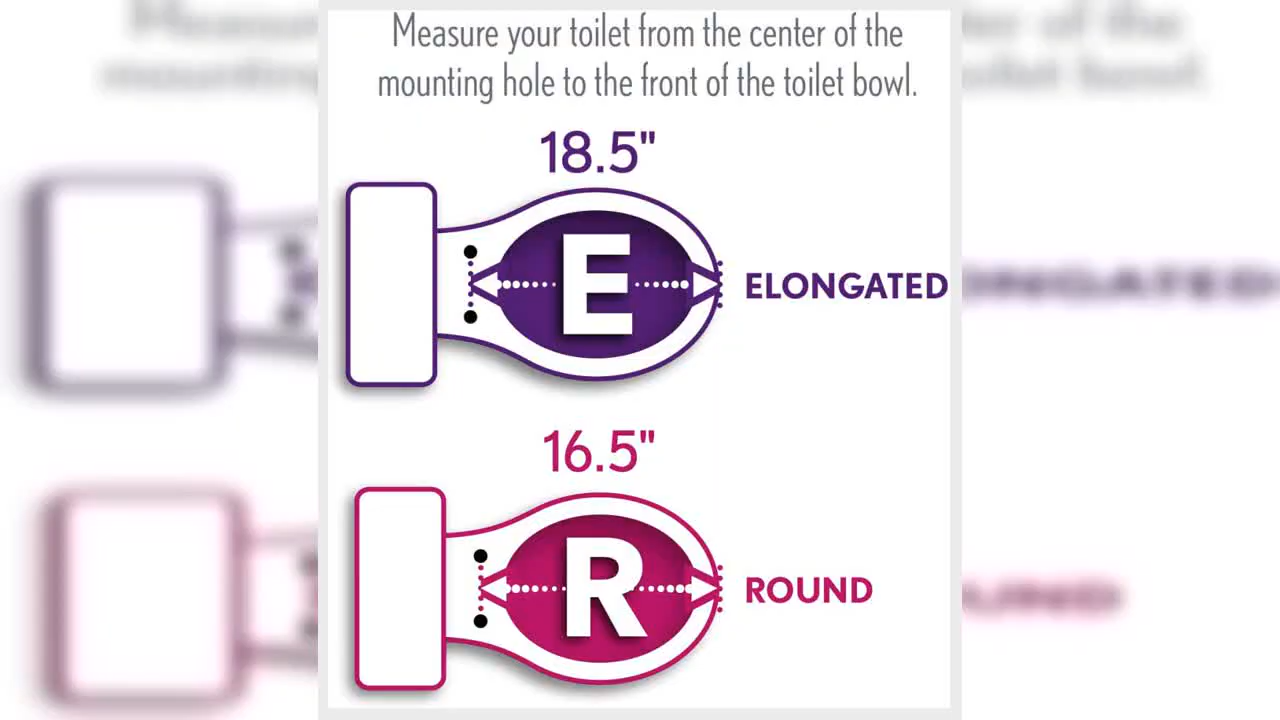 Measure your toilet from the center of the
mounting hole to the front of the toilet bowl.
18.5"
E
ELONGATED
16.5"
R
ROUND